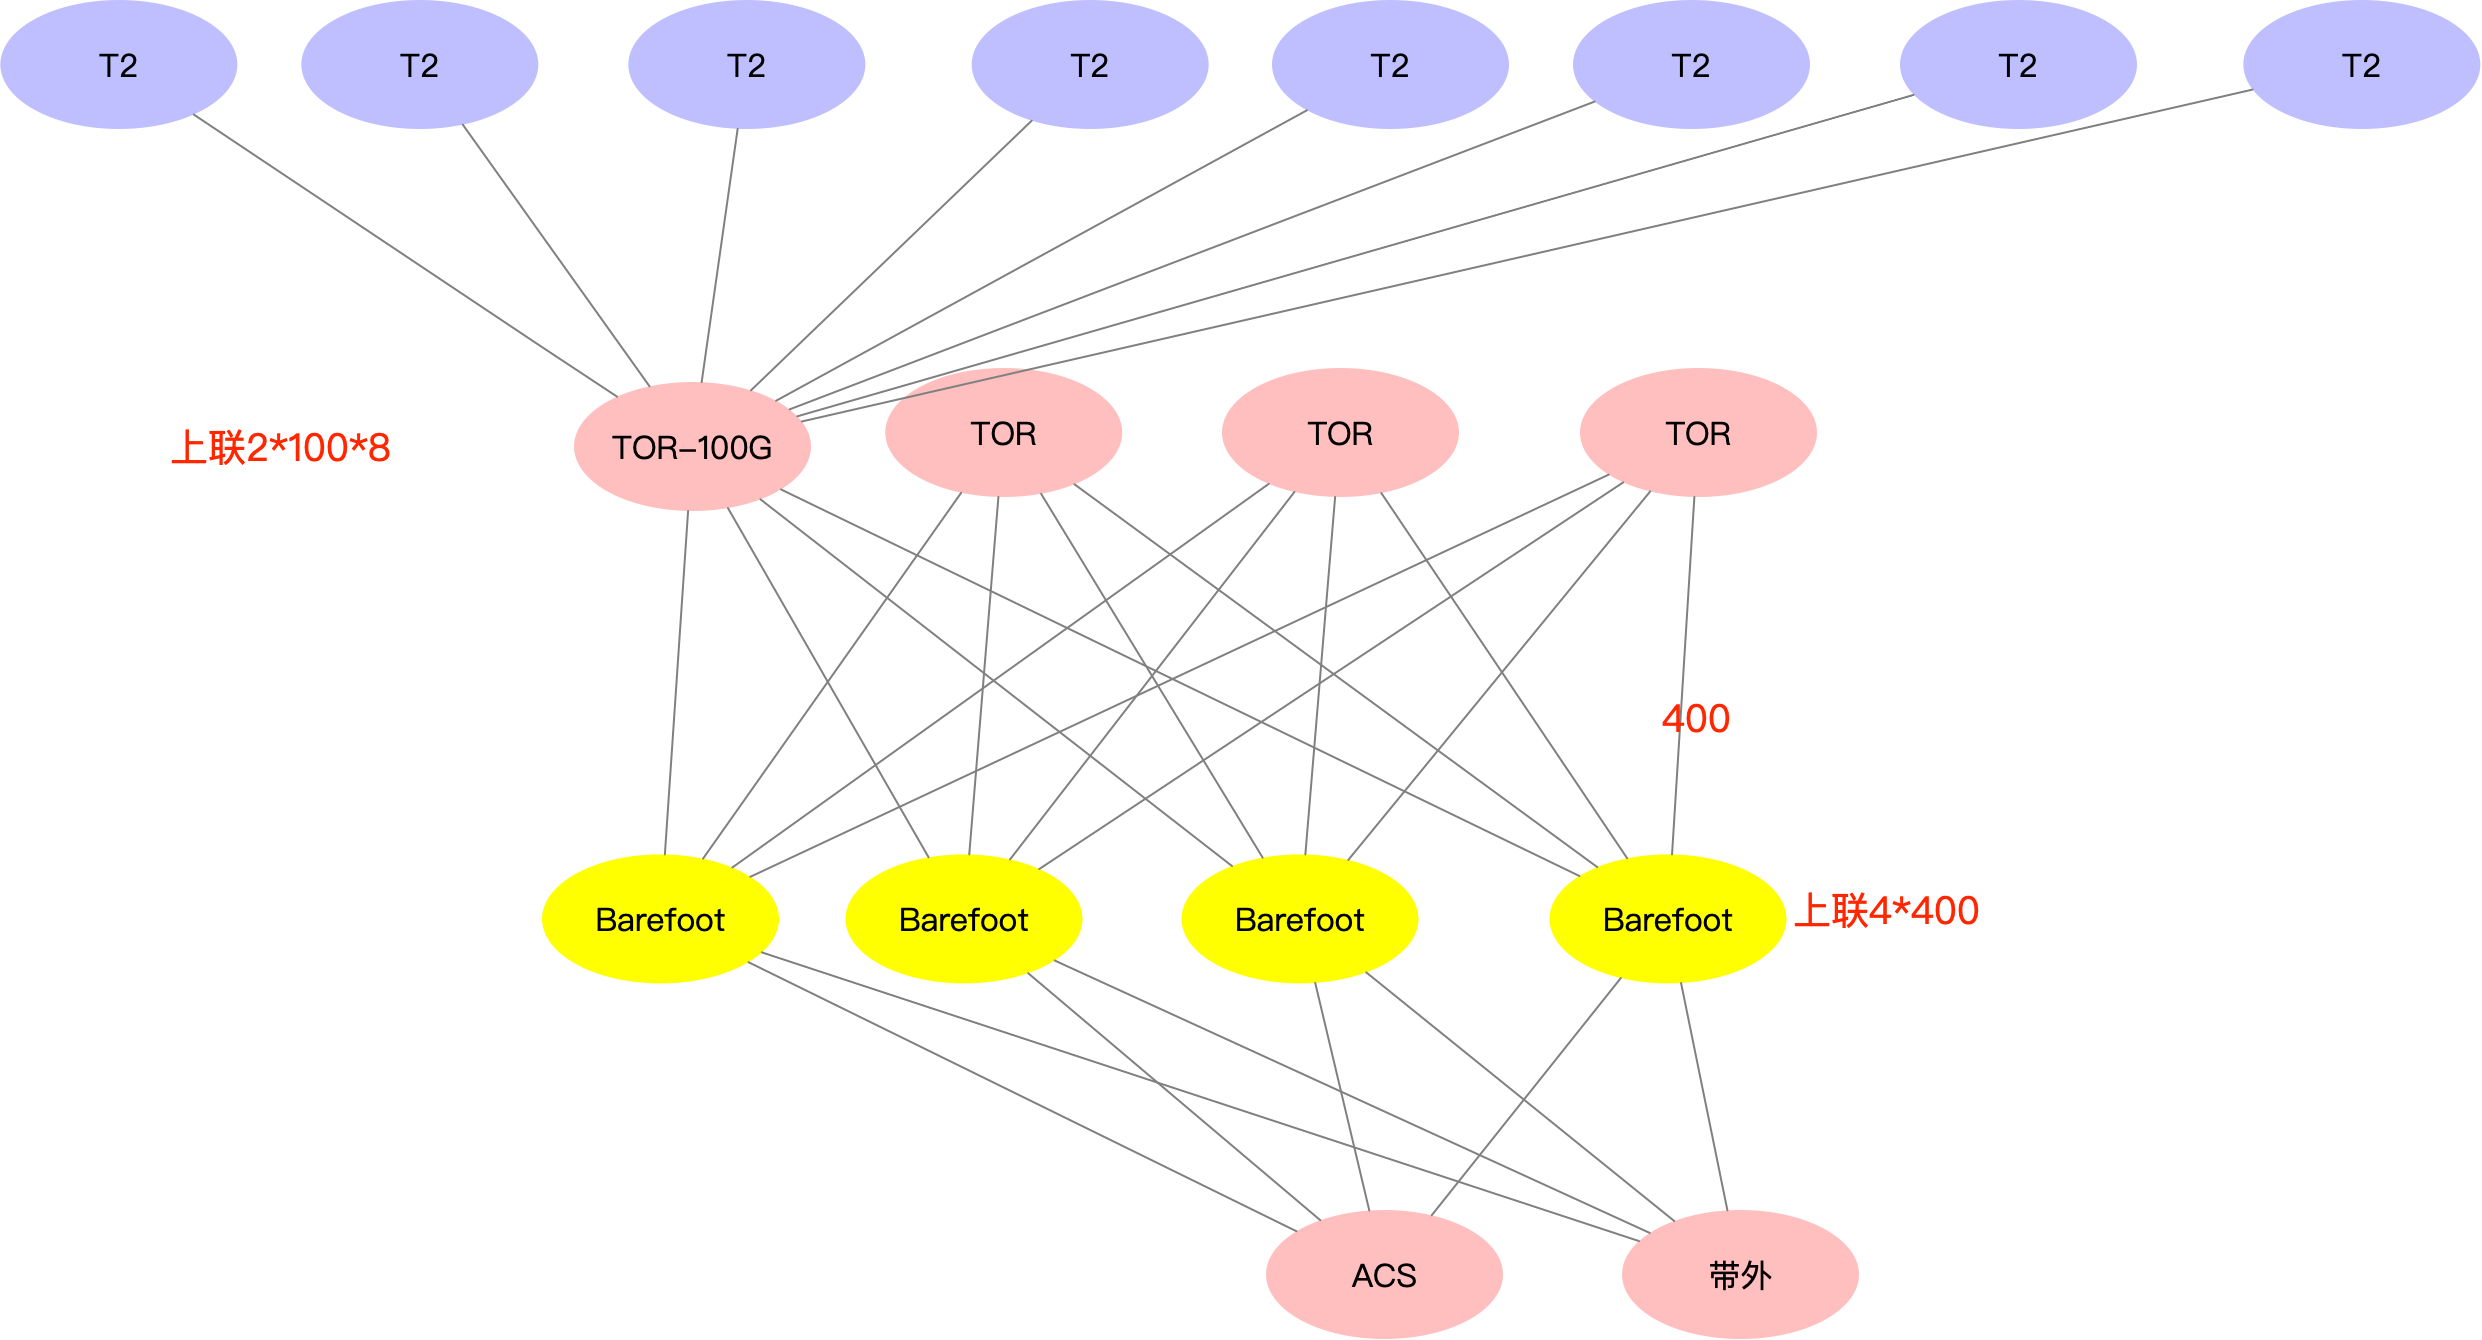 T2
T2
T2
T2
T2
T2
T2
T2
上联2*100*8
TOR-100G
TOR
TOR
TOR
400
Barefoot
Barefoot
Barefoot
Barefoot
上联4*400
ACS
带外